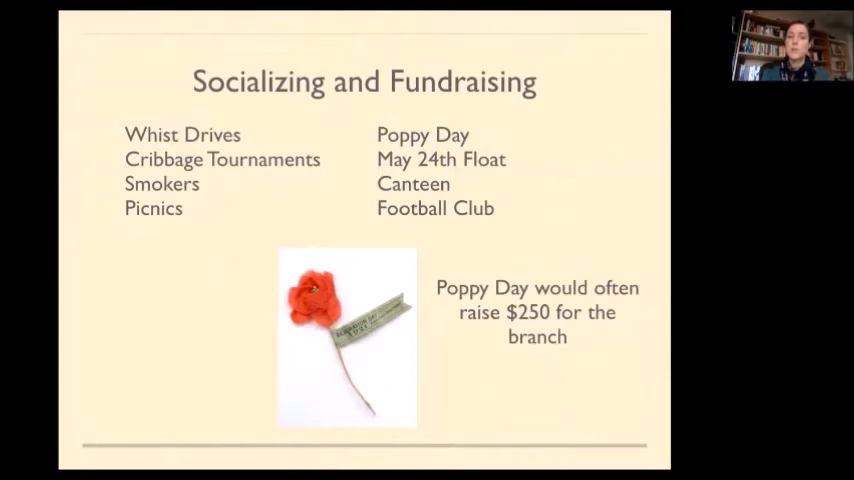 Socializing and Fundraising
Whist Drives
Cribbage Tournaments
Smokers
Picnics
Poppy Day
May 24th Float
Canteen
Football Club
Poppy Day would often
raise $250 for the
branch